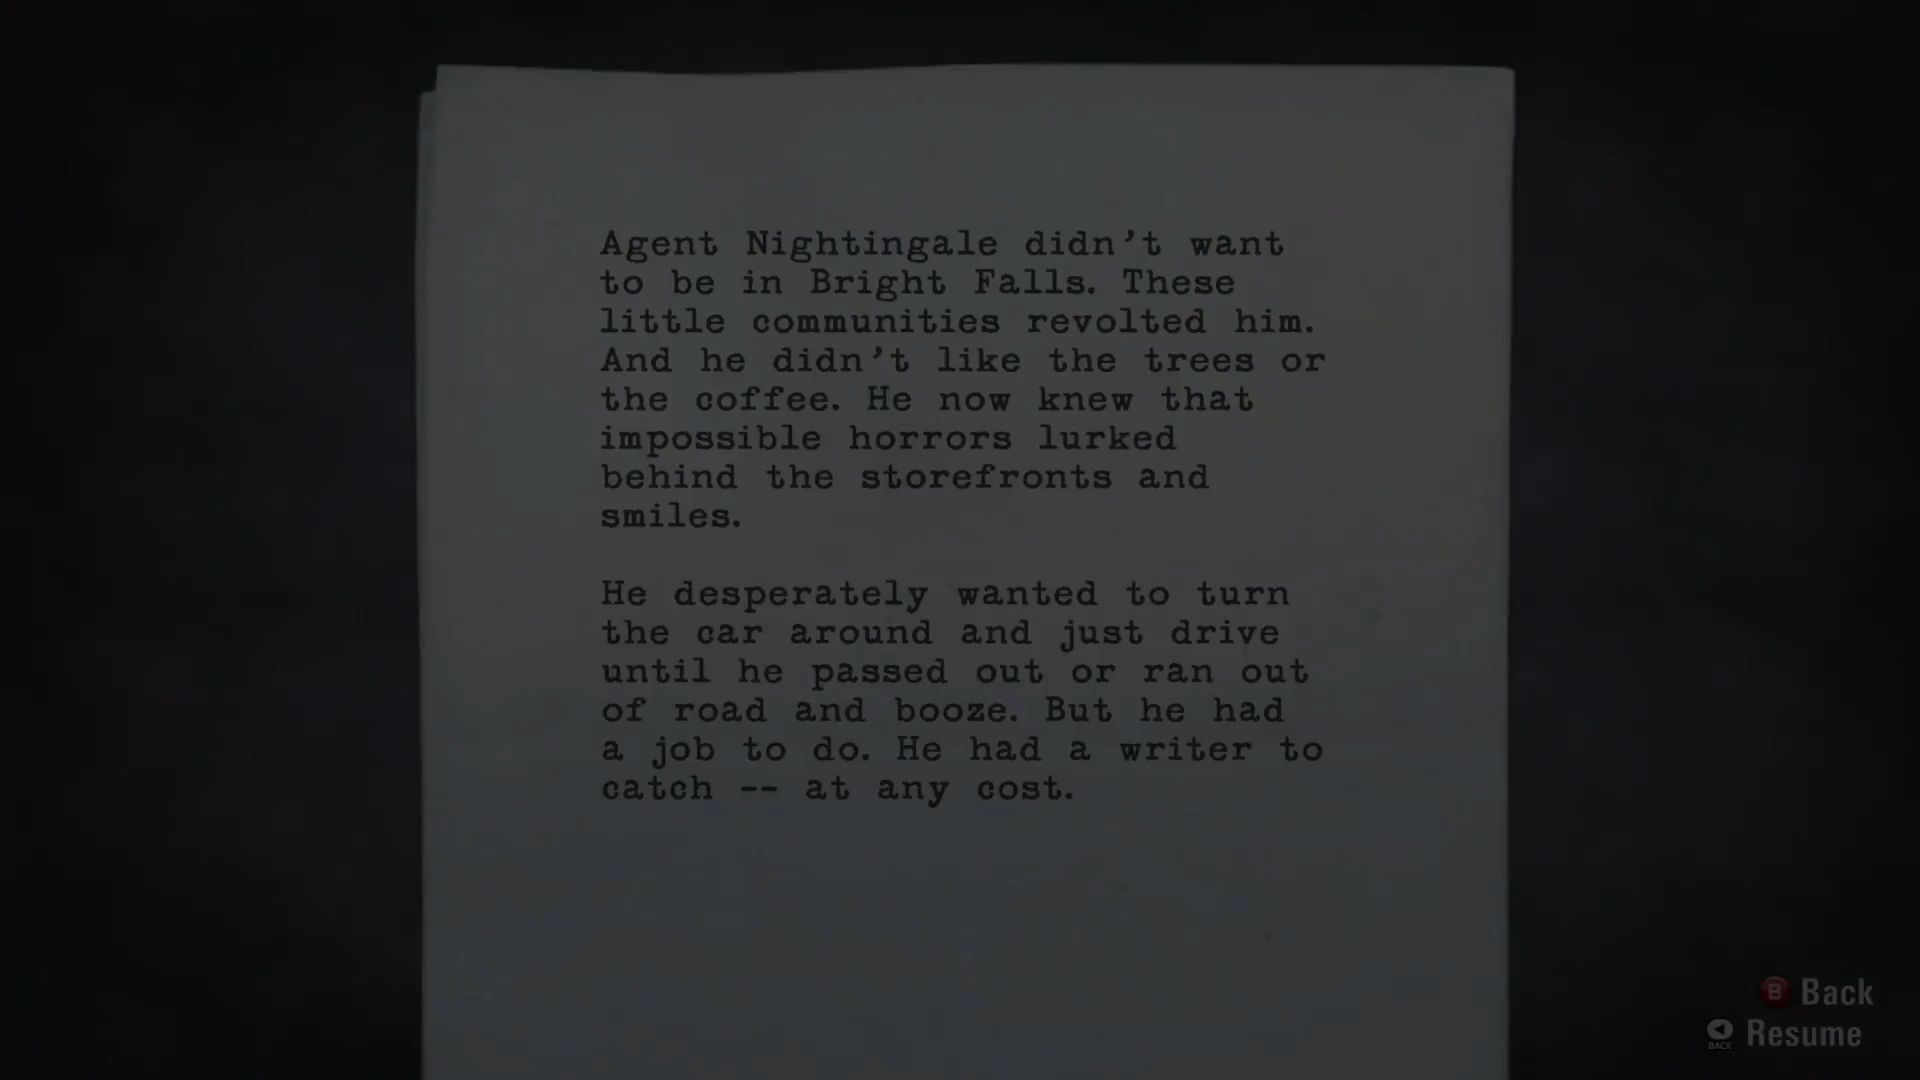 Agent Nightingale didn't want
to be in Bright Falls. These
little communities revolted him.
And he didn't like the trees or
the coffee. He now knew that
impossible horrors lurked
behind the storefronts and
smiles.
He desperately wanted to turn
the car around and just drive
until he passed out or ran out
of road and booze. But he had
a job to do. He had a writer to
catch -- at any cost.
B Back
BACK Resume